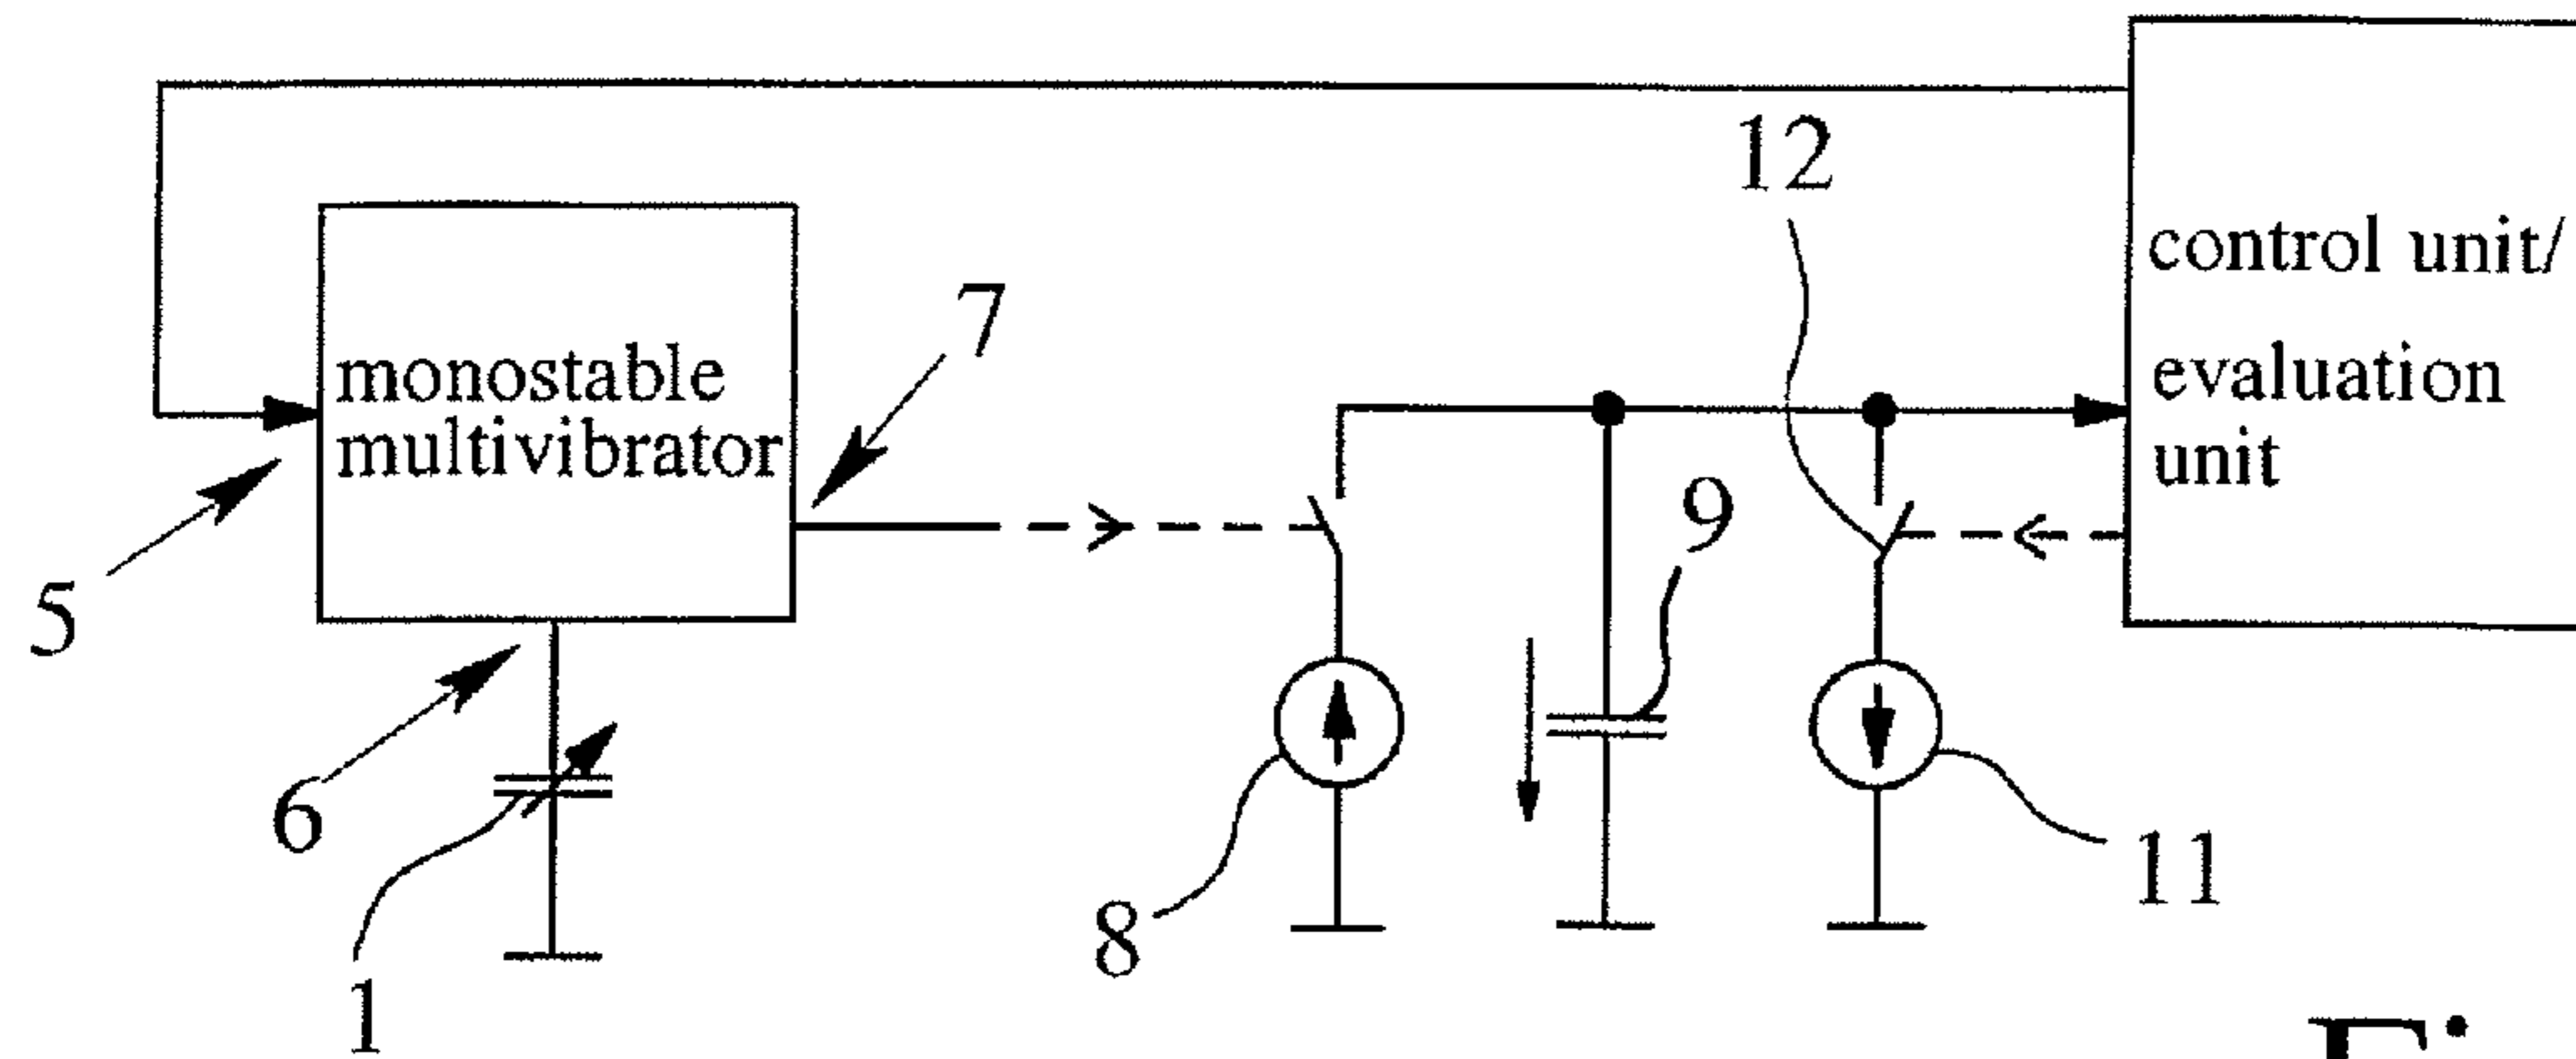 12
control unit/
7
monostable
multivibrator
evaluation
unit
9
5
6
8
11
1